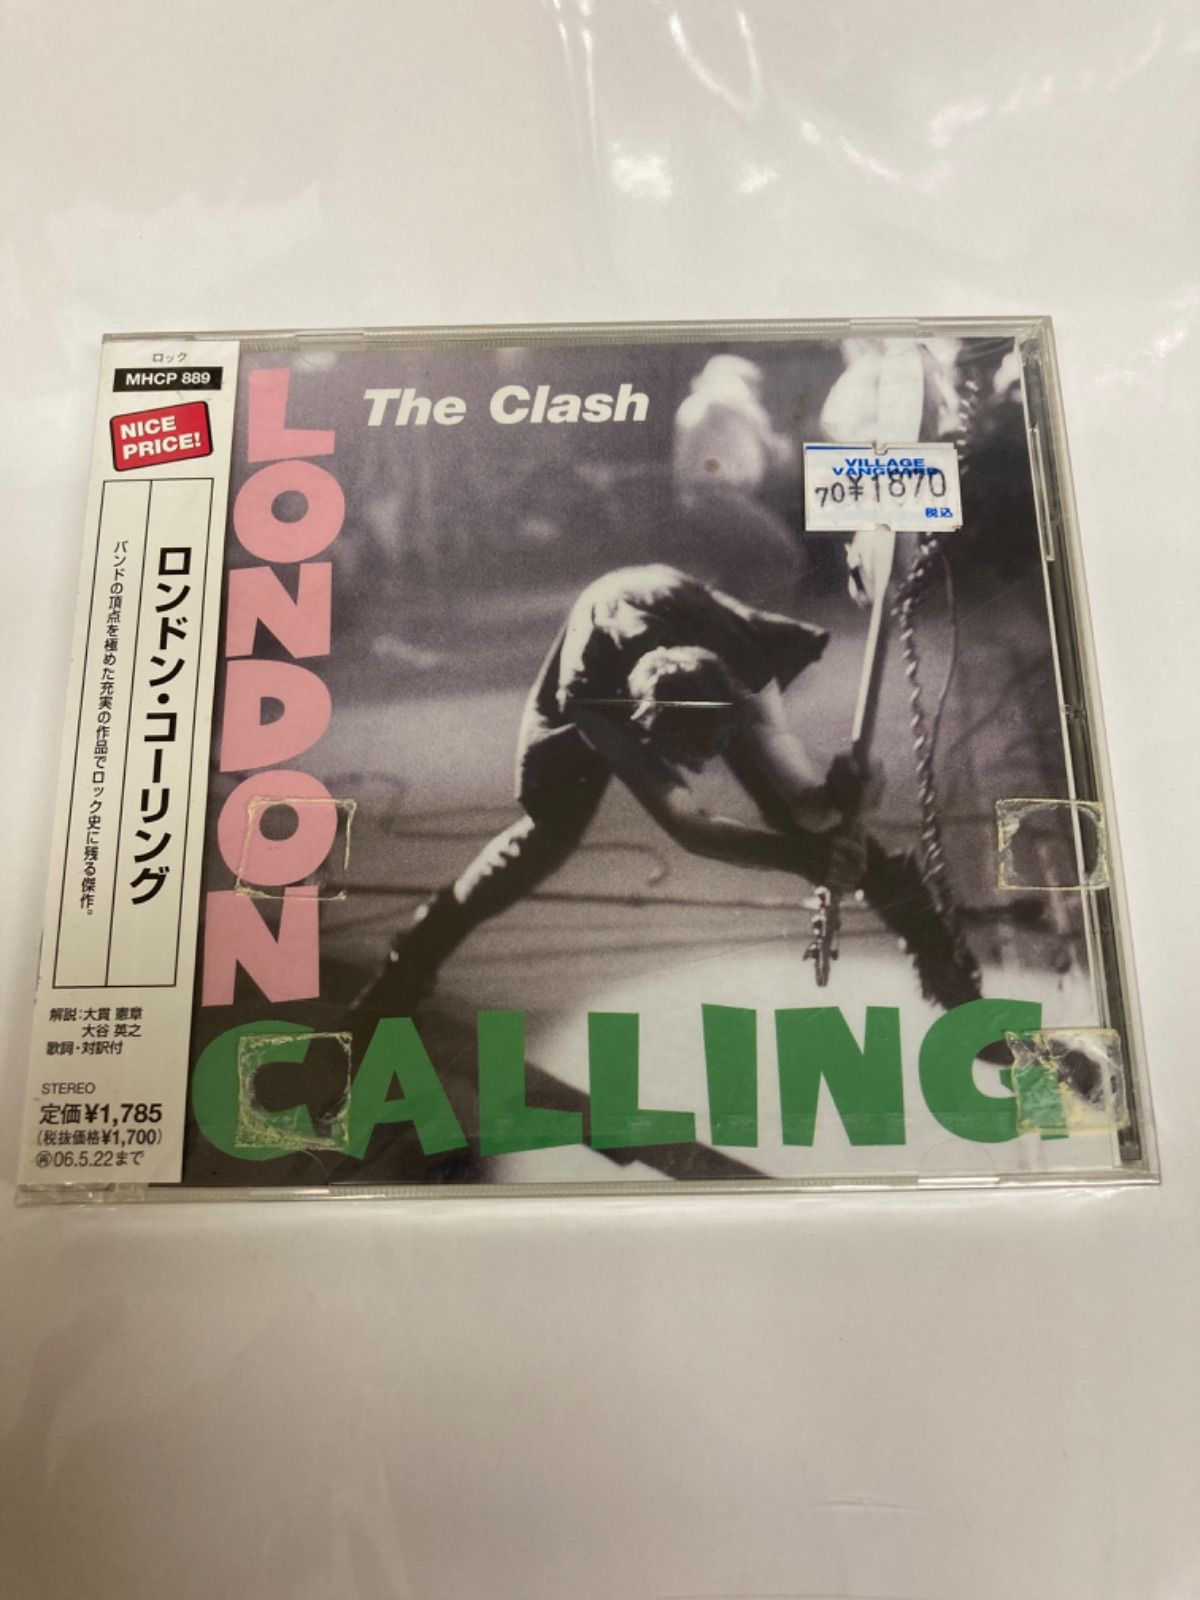 ロック
MHCP 889
NICE
PRICE!
ロンドン・コーリング
バンドの頂点を極めた充実の作品でロック史に残る傑作。
解説:大貫 憲章
大谷 英之
歌詞・対訳付
STEREO
定価¥1,785
(税抜価格¥1,700)
㋐06.5.22まで
The Clash
LONDON
CALLING
VILLAGE
VANGUARD
70¥1870
税込